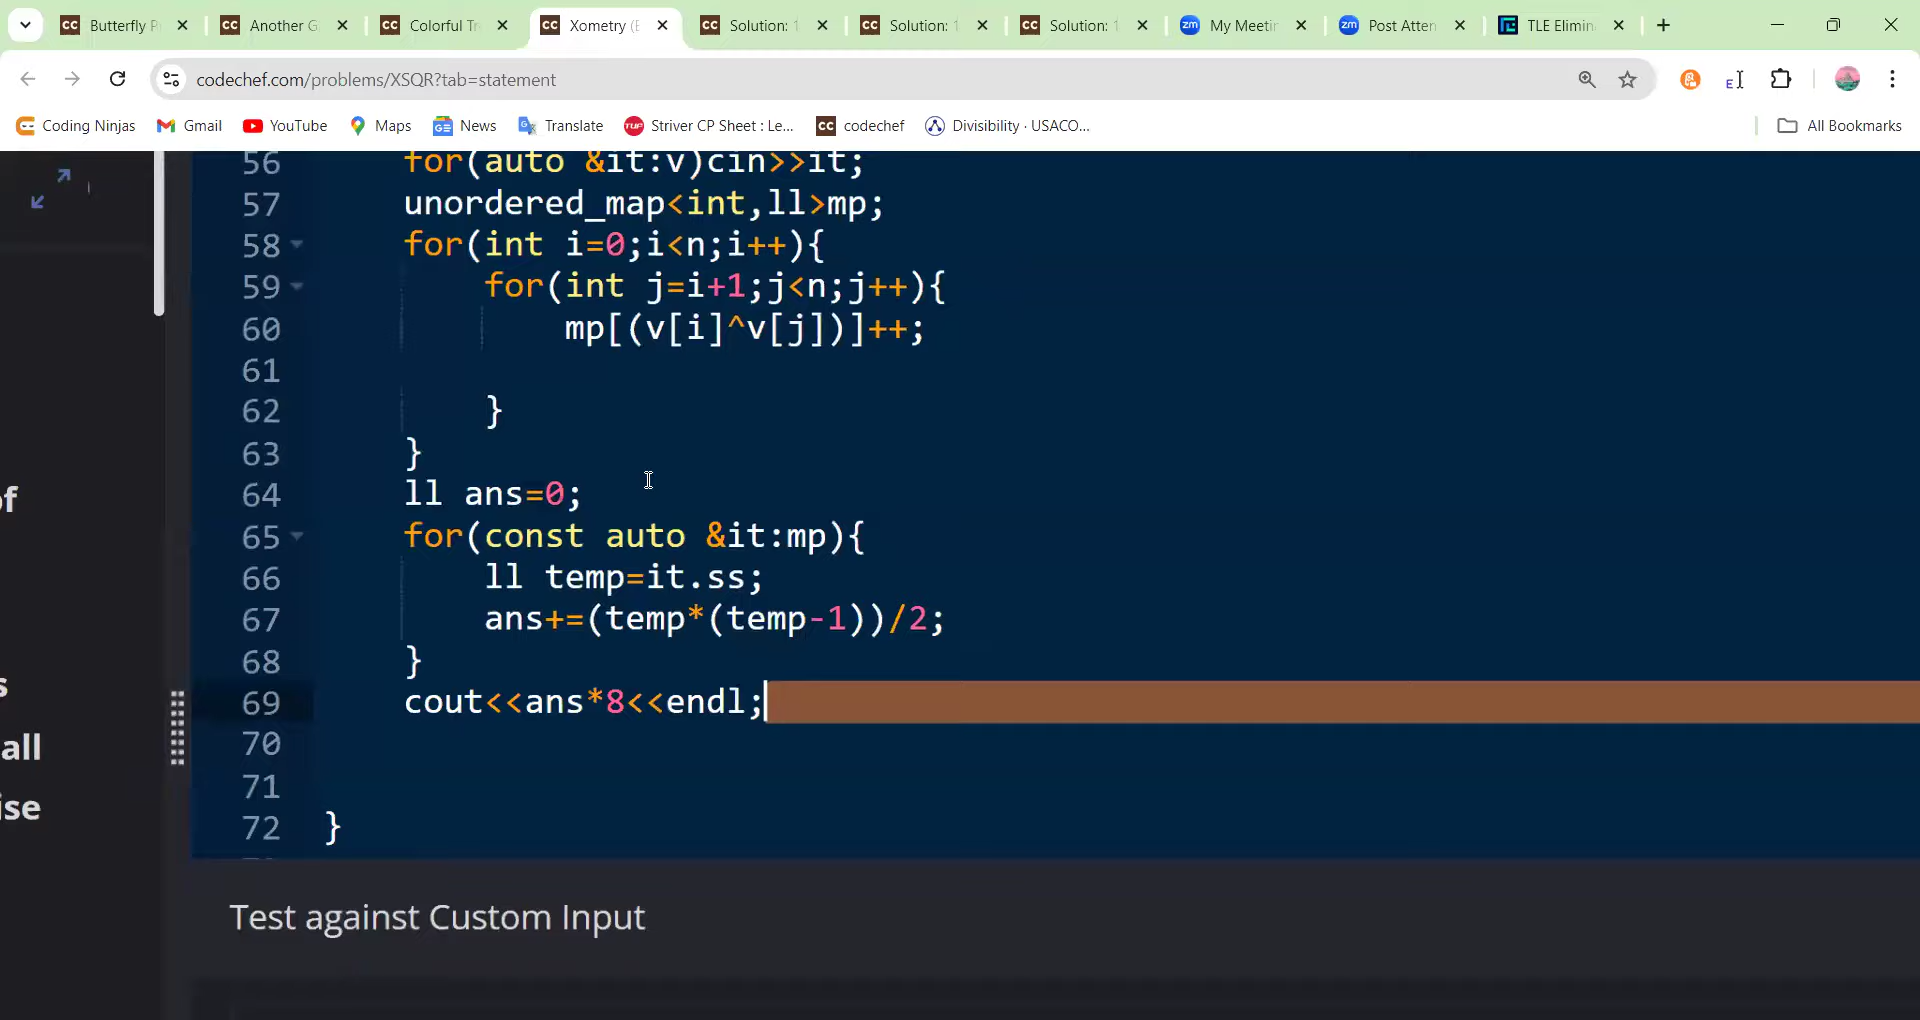 Butterfly P
Another G
Colorful Tr
Xometry (E
Solution: 1
Solution: 1
Solution: 1
My Meetin
Post Atten
TLE Elimin
codechef.com/problems/XSQR?tab=statement
Coding Ninjas
Gmail
YouTube
Maps
News
Translate
Striver CP Sheet : Le...
codechef
Divisibility · USACO...
All Bookmarks
56 for(auto &it:v)cin>>it;
57 unordered_map<int,ll>mp;
58 for(int i=0;i<n;i++){
59 for(int j=i+1;j<n;j++){
60 mp[(v[i]^v[j])]++;
61
62 }
63 }
64 ll ans=0;
65 for(const auto &it:mp){
66 ll temp=it.ss;
67 ans+=(temp*(temp-1))/2;
68 }
69 cout<<ans*8<<endl;
70
71
72 }
of
s
all
ise
Test against Custom Input